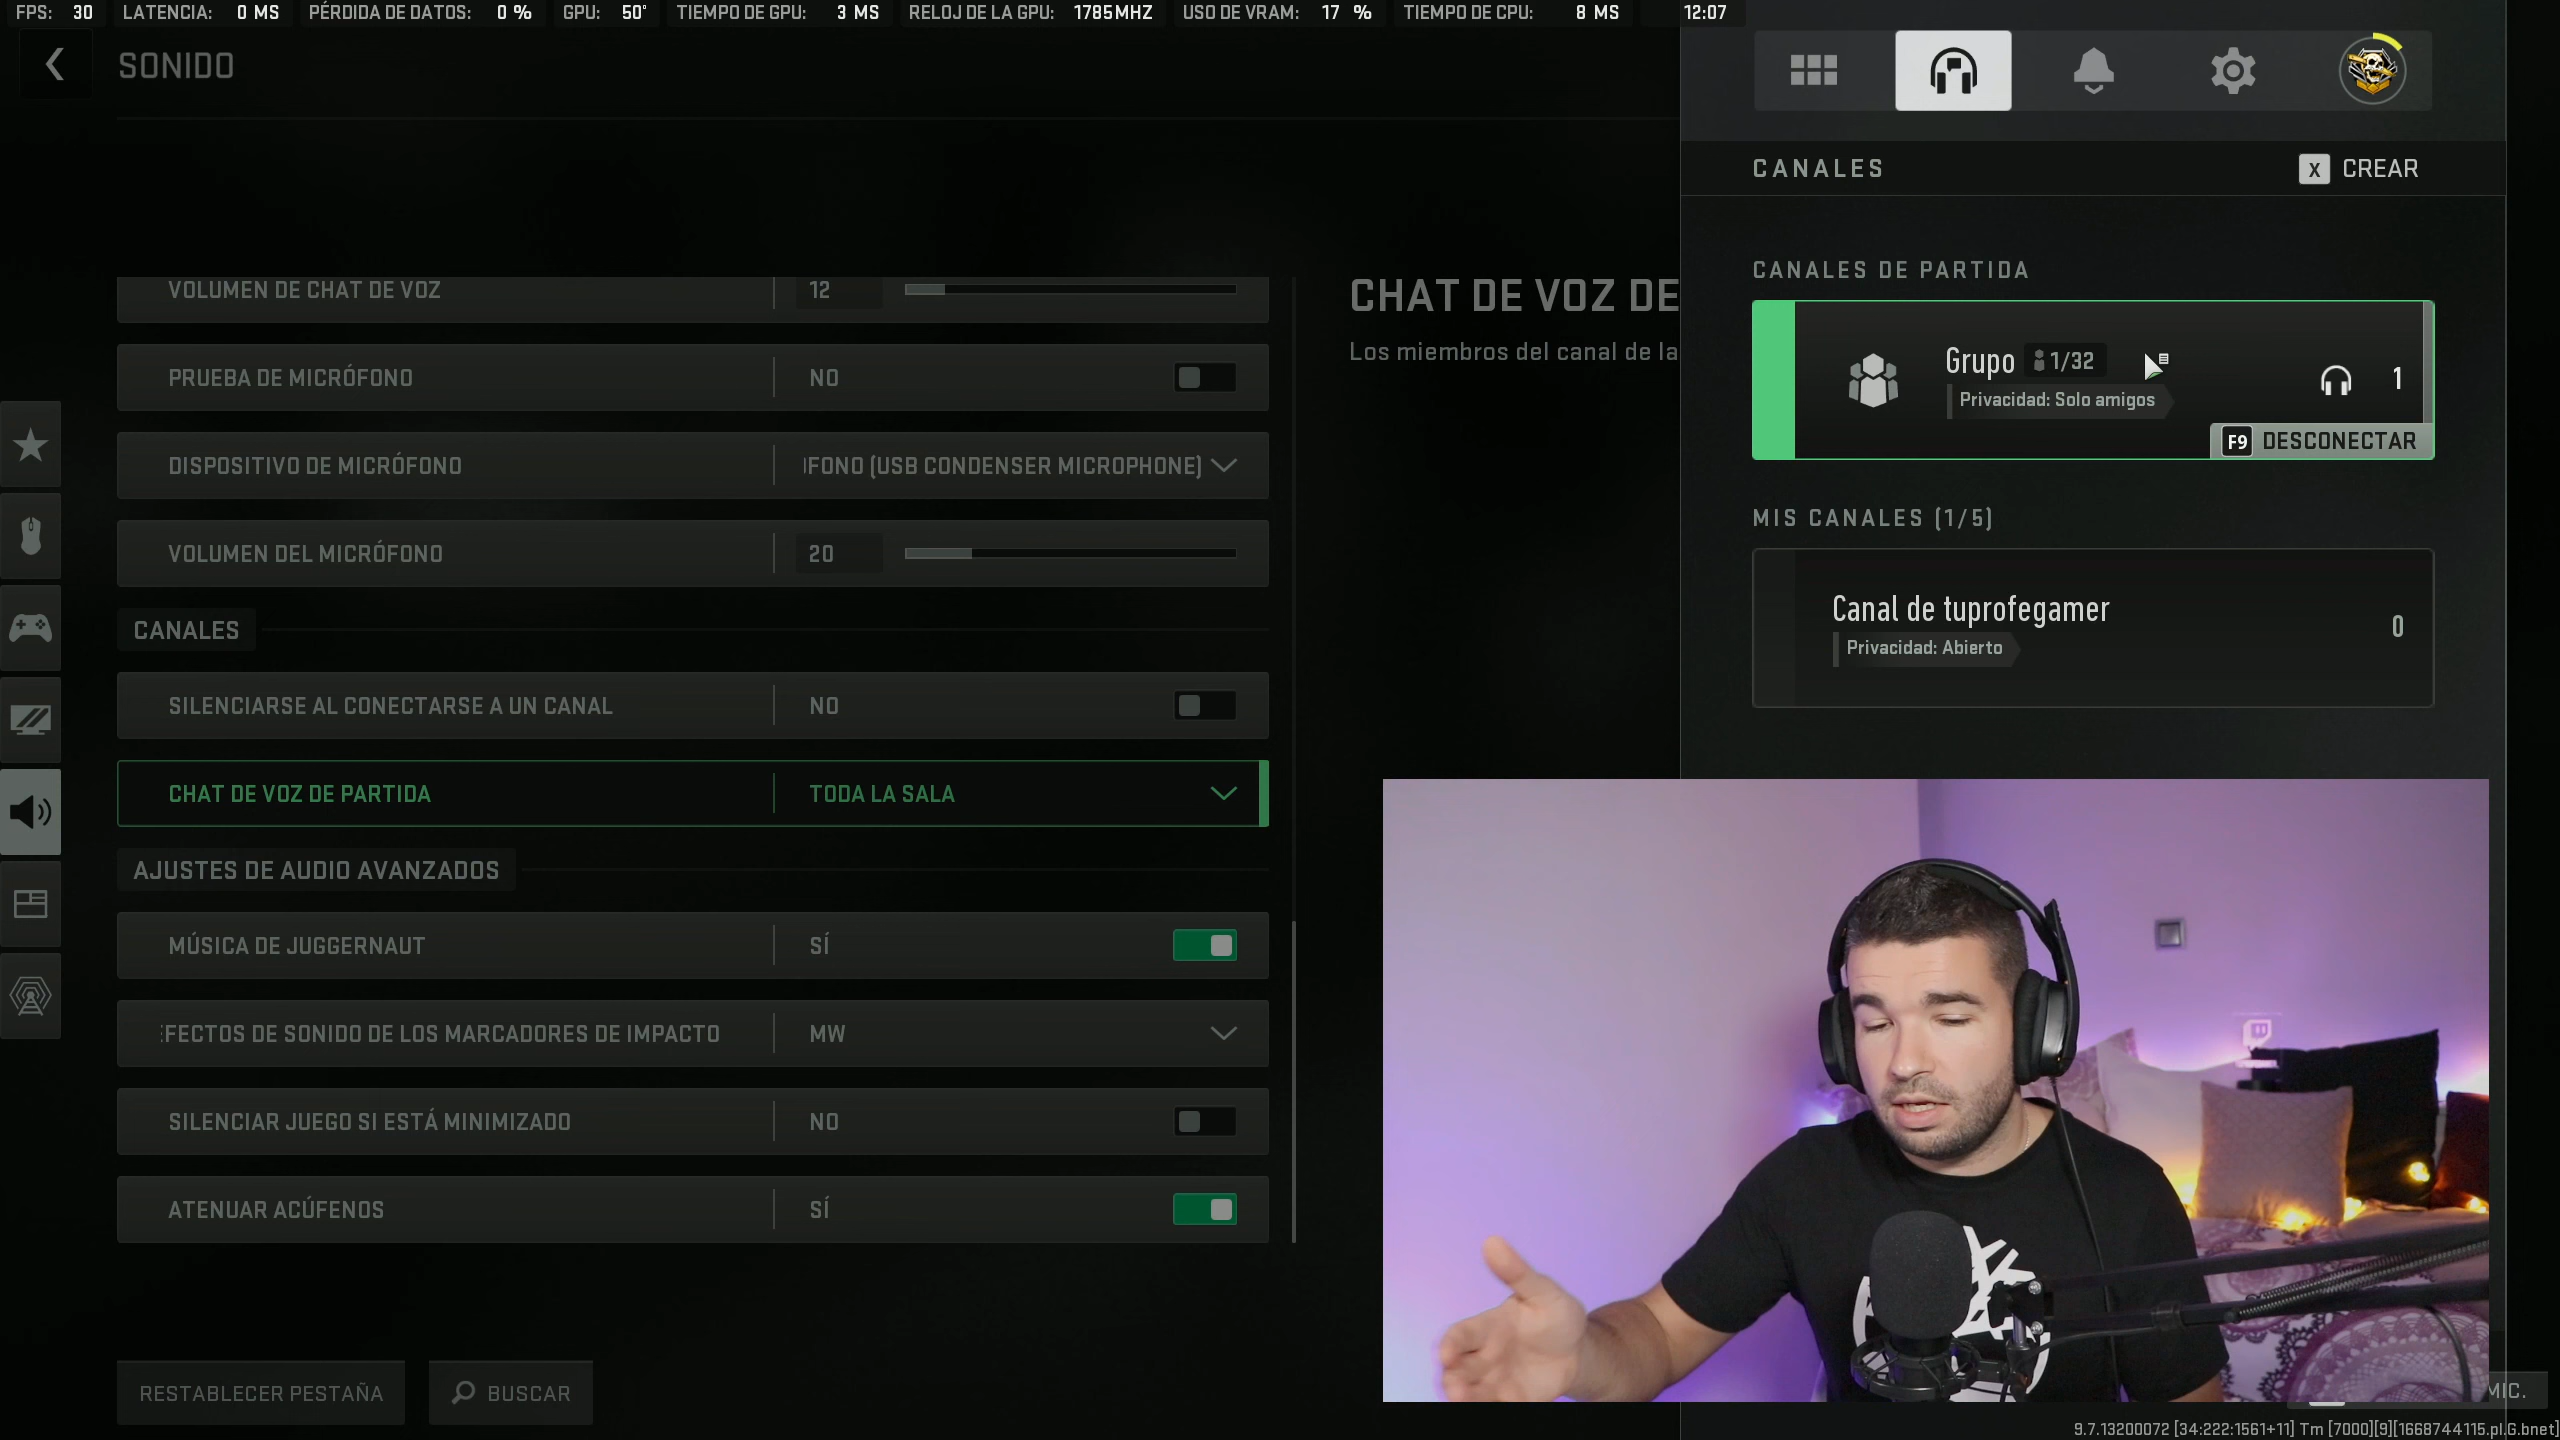 FPS: 30 LATENCIA: 0 MS PÉRDIDA DE DATOS: 0 % GPU: 50° TIEMPO DE GPU: 3 MS RELOJ DE LA GPU: 1785MHZ USO DE VRAM: 17 % TIEMPO DE CPU: 8 MS 12:07
SONIDO
VOLUMEN DE CHAT DE VOZ 12
PRUEBA DE MICRÓFONO NO
DISPOSITIVO DE MICRÓFONO FONO (USB CONDENSER MICROPHONE)
VOLUMEN DEL MICRÓFONO 20
CANALES
SILENCIARSE AL CONECTARSE A UN CANAL NO
CHAT DE VOZ DE PARTIDA TODA LA SALA
AJUSTES DE AUDIO AVANZADOS
MÚSICA DE JUGGERNAUT SÍ
FECTOS DE SONIDO DE LOS MARCADORES DE IMPACTO MW
SILENCIAR JUEGO SI ESTÁ MINIMIZADO NO
ATENUAR ACÚFENOS SÍ
RESTABLECER PESTAÑA BUSCAR
CHAT DE VOZ DE
Los miembros del canal de la
CANALES X CREAR
CANALES DE PARTIDA
Grupo 1/32 1
Privacidad: Solo amigos
F9 DESCONECTAR
MIS CANALES (1/5)
Canal de tuprofegamer 0
Privacidad: Abierto
MIC.
9.7.13200072 [34:222:1561+11] Tm [7000][9][1668744115.pl.G.bnet]